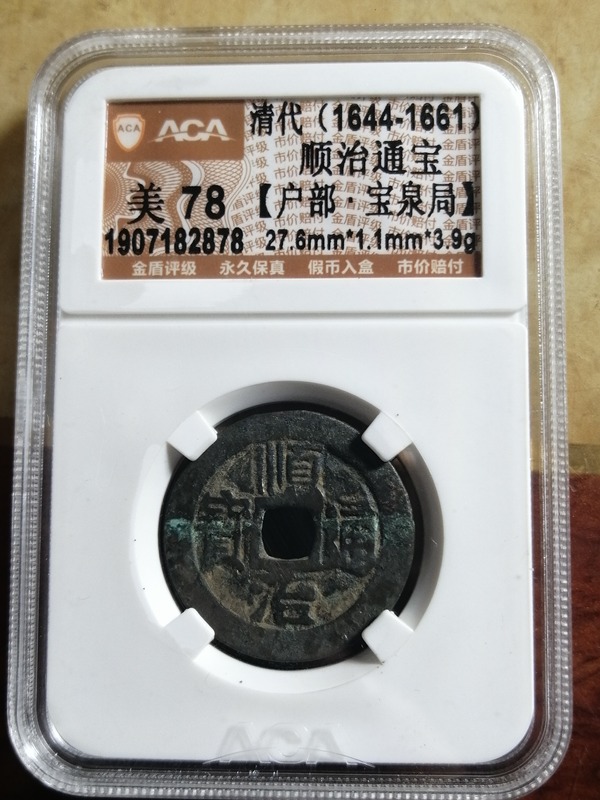 ACA ACA
清代（1644-1661）
顺治通宝
美 78 【户部·宝泉局】
1907182878 27.6mm*1.1mm*3.9g
金盾评级 永久保真 假币入盒 市价赔付
順
寶 通
治
ACA